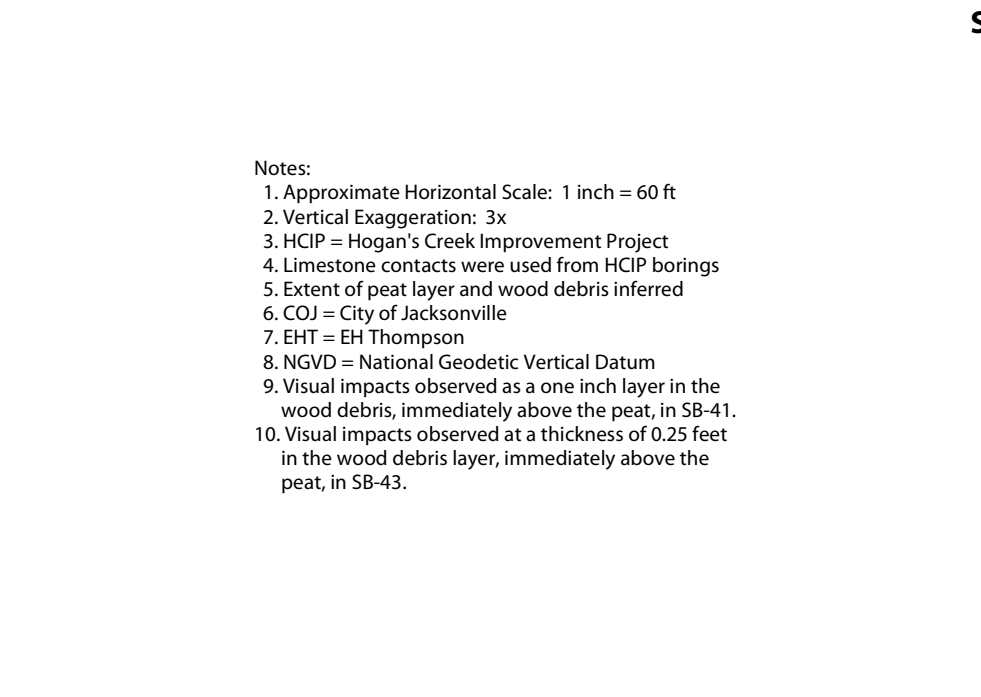 Notes:
1. Approximate Horizontal Scale: 1 inch = 60 ft
2. Vertical Exaggeration: 3x
3. HCIP = Hogan's Creek Improvement Project
4. Limestone contacts were used from HCIP borings
5. Extent of peat layer and wood debris inferred
6. COJ = City of Jacksonville
7. EHT = EH Thompson
8. NGVD = National Geodetic Vertical Datum
9. Visual impacts observed as a one inch layer in the
wood debris, immediately above the peat, in SB-41.
10. Visual impacts observed at a thickness of 0.25 feet
in the wood debris layer, immediately above the
peat, in SB-43.